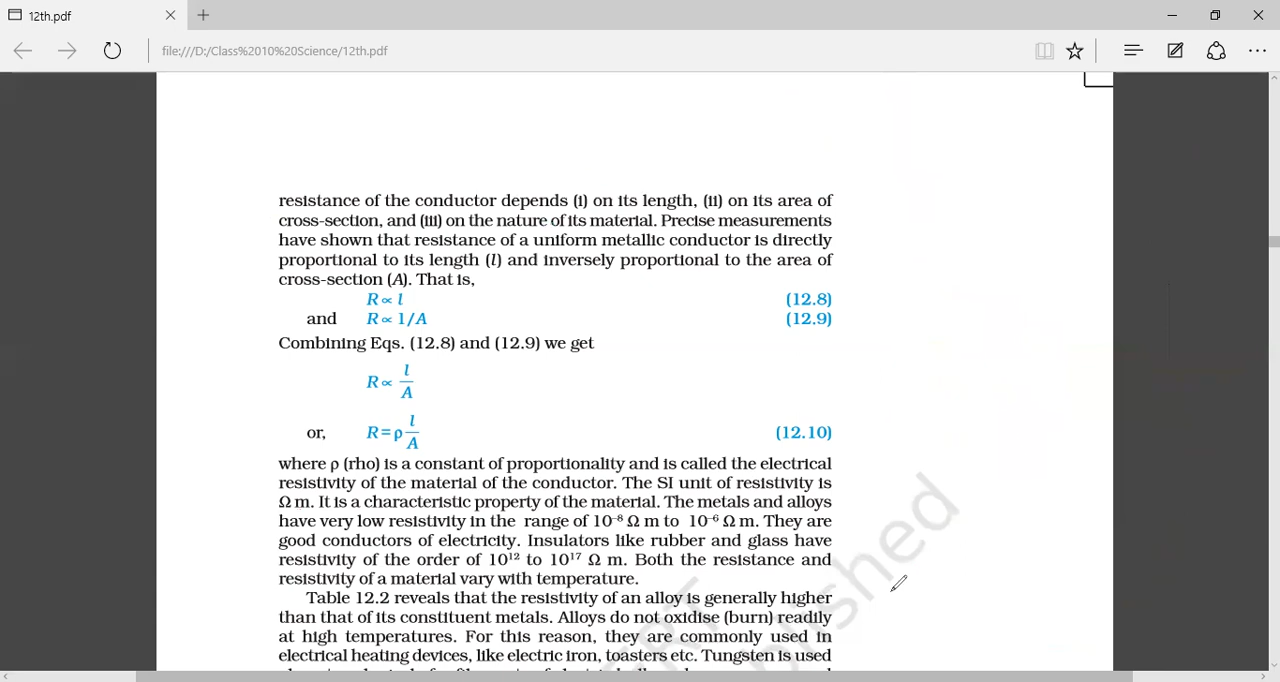 12th.pdf
file:///D:/Class%2010%20Science/12th.pdf
resistance of the conductor depends (i) on its length, (ii) on its area of
cross-section, and (iii) on the nature of its material. Precise measurements
have shown that resistance of a uniform metallic conductor is directly
proportional to its length (l) and inversely proportional to the area of
cross-section (A). That is,
R ∝ l (12.8)
and R ∝ 1/A (12.9)
Combining Eqs. (12.8) and (12.9) we get
R ∝ l/A
or, R = ρ l/A (12.10)
where ρ (rho) is a constant of proportionality and is called the electrical
resistivity of the material of the conductor. The SI unit of resistivity is
Ω m. It is a characteristic property of the material. The metals and alloys
have very low resistivity in the range of 10⁻⁸ Ω m to 10⁻⁶ Ω m. They are
good conductors of electricity. Insulators like rubber and glass have
resistivity of the order of 10¹² to 10¹⁷ Ω m. Both the resistance and
resistivity of a material vary with temperature.
Table 12.2 reveals that the resistivity of an alloy is generally higher
than that of its constituent metals. Alloys do not oxidise (burn) readily
at high temperatures. For this reason, they are commonly used in
electrical heating devices, like electric iron, toasters etc. Tungsten is used